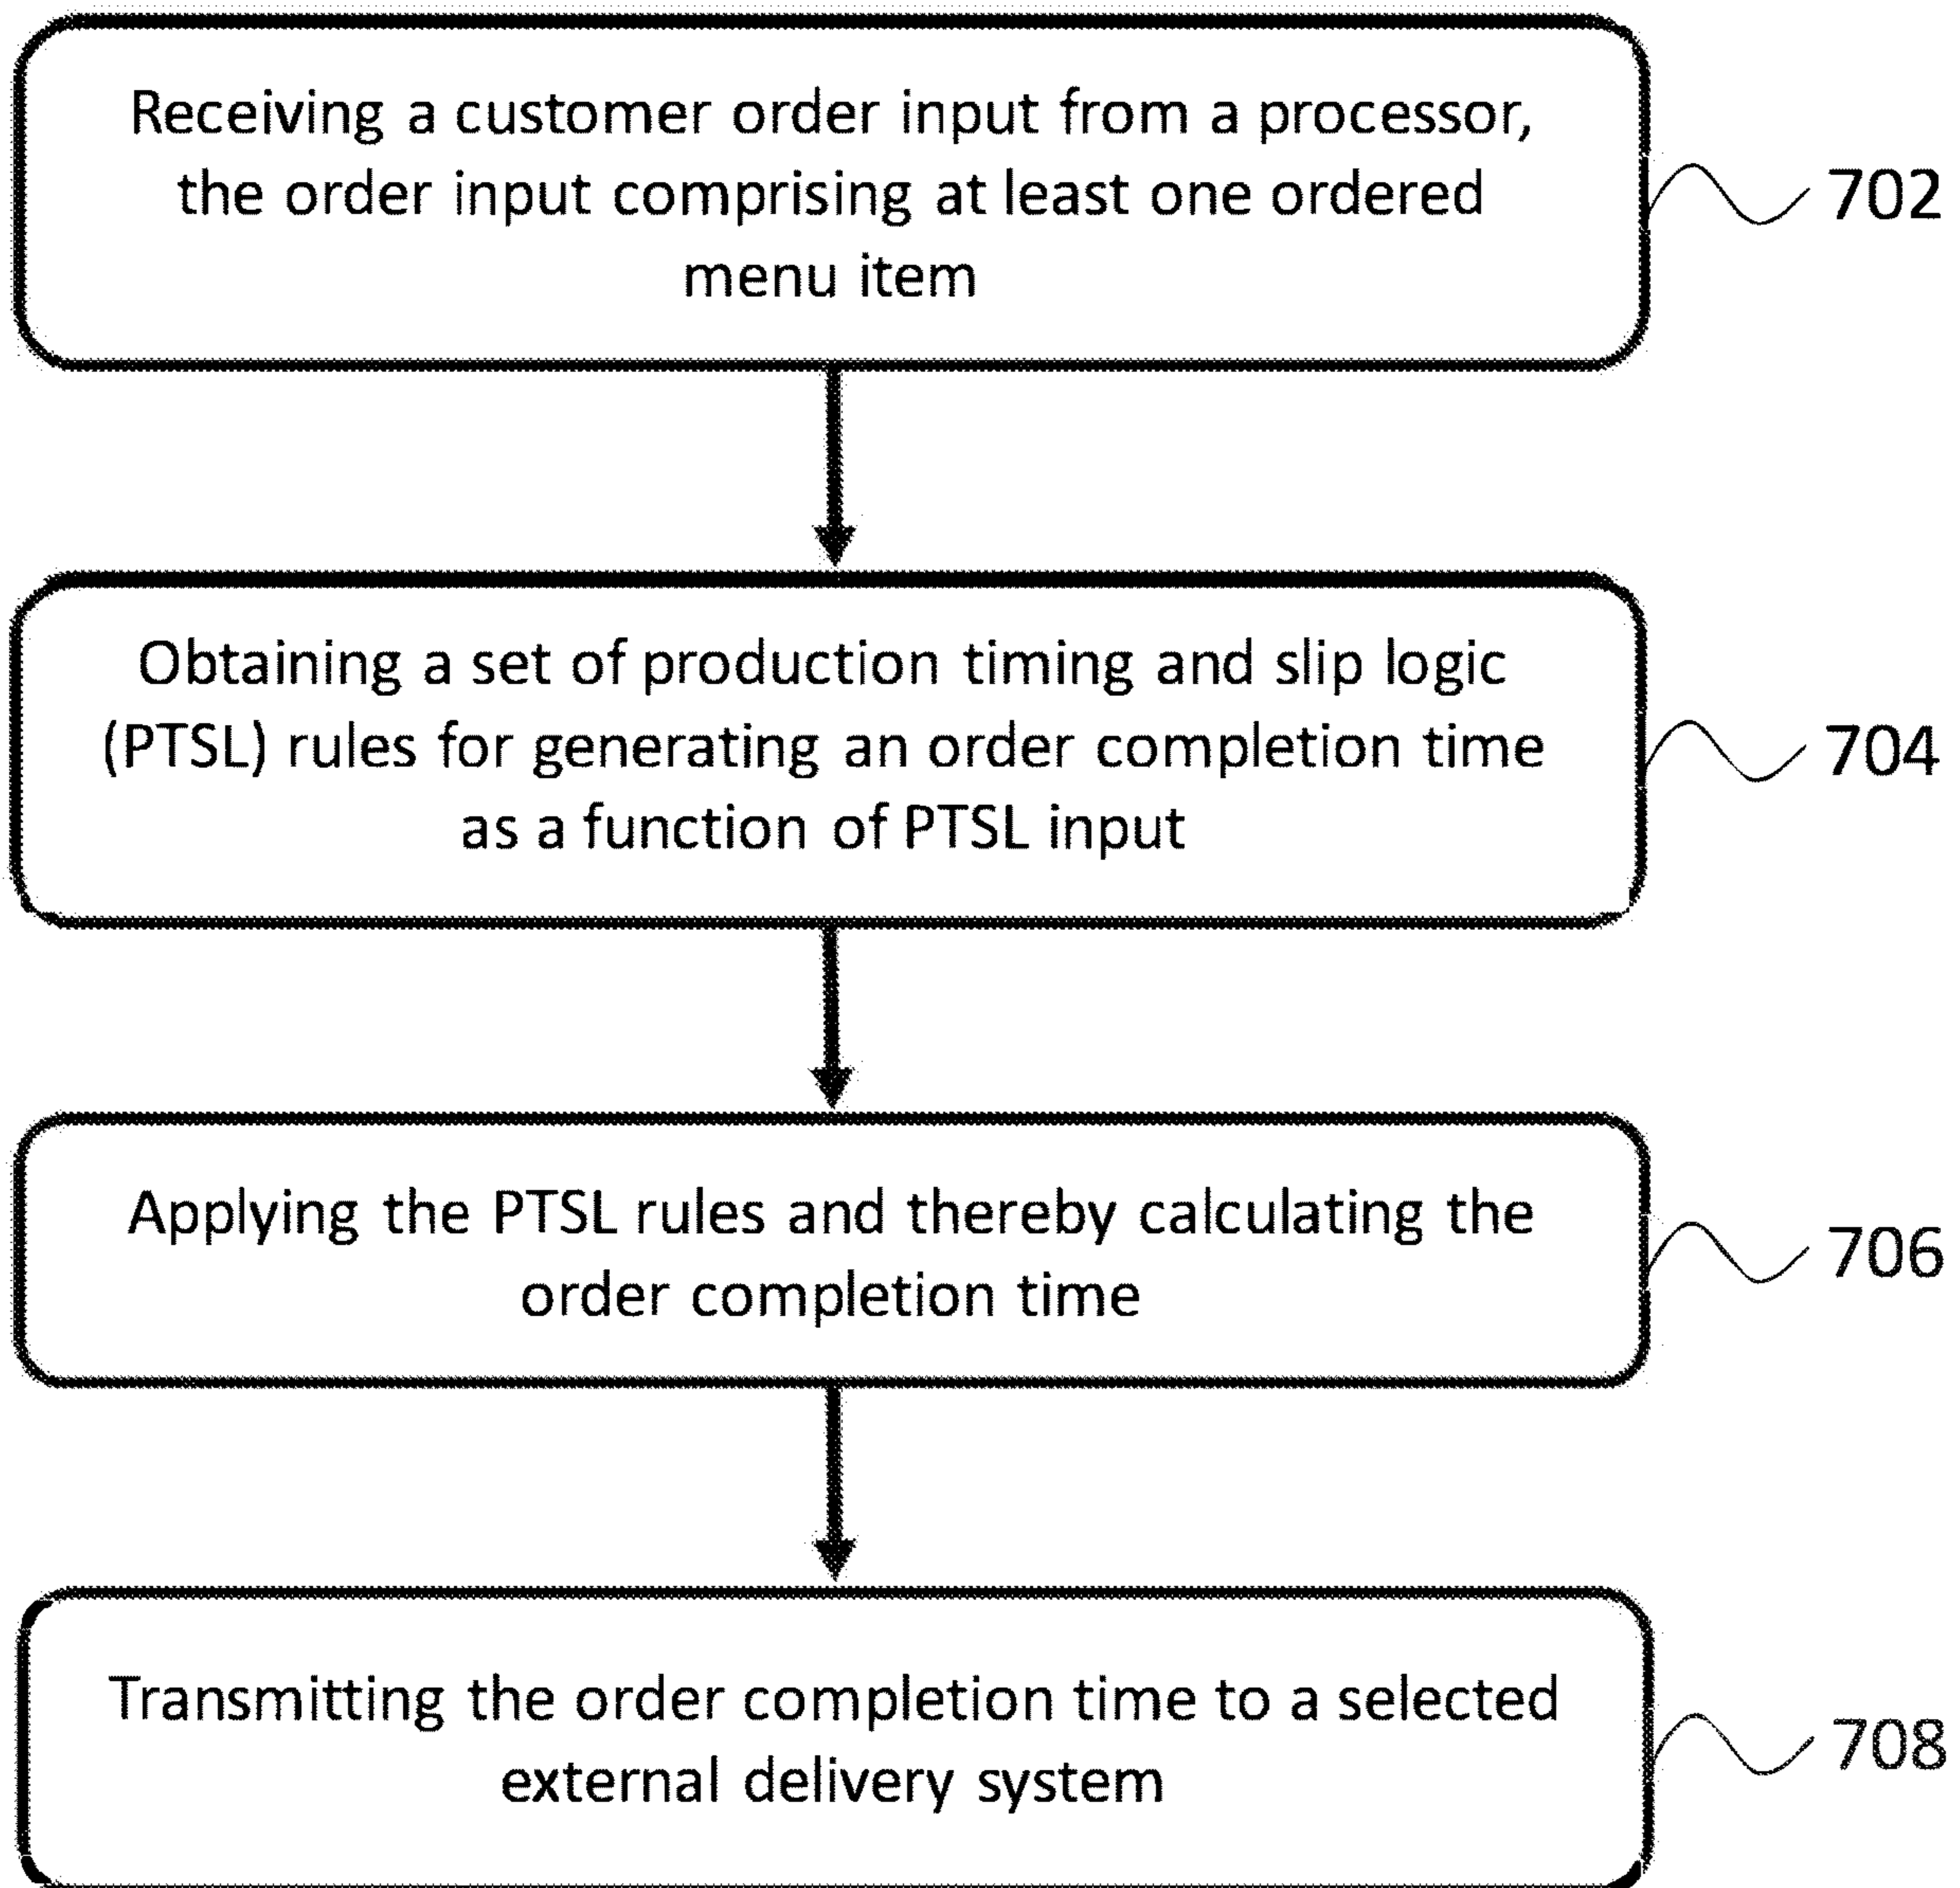 Receiving a customer order input from a processor,
the order input comprising at least one ordered
menu item
702
Obtaining a set of production timing and slip logic
(PTSL) rules for generating an order completion time
as a function of PTSL input
704
Applying the PTSL rules and thereby calculating the
order completion time
706
Transmitting the order completion time to a selected
external delivery system
708